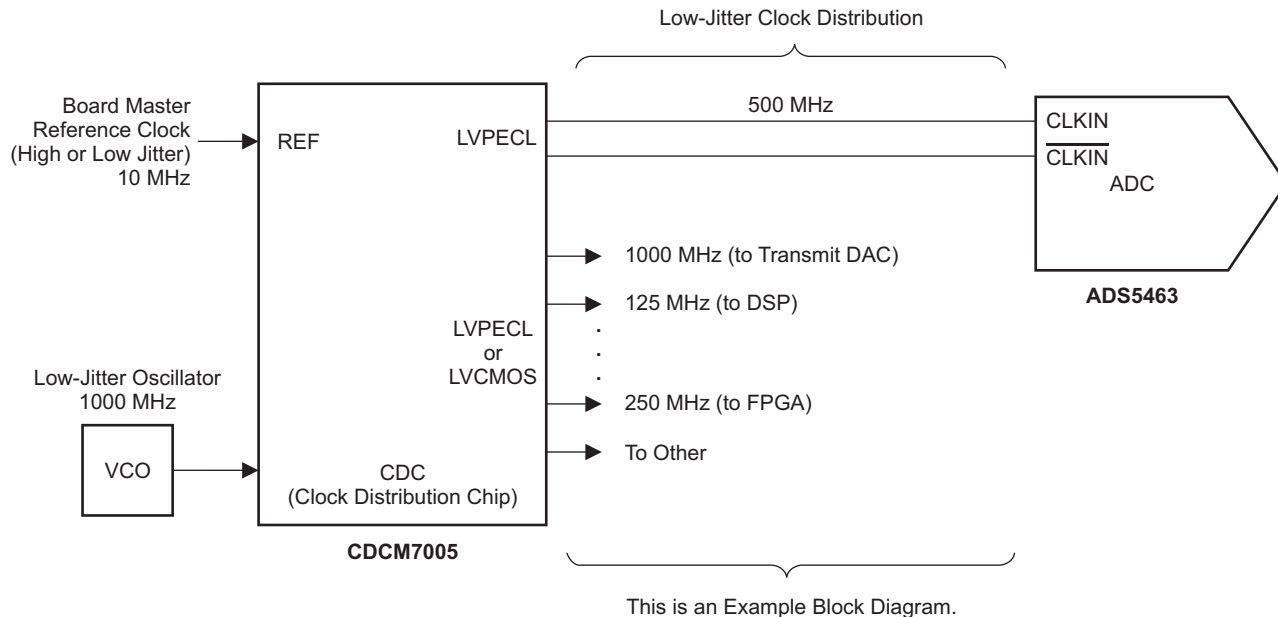 Low-Jitter Clock Distribution
Board Master
Reference Clock
(High or Low Jitter)
10 MHz
REF
LVPECL
500 MHz
CLKIN
CLKIN
ADC
ADS5463
1000 MHz (to Transmit DAC)
125 MHz (to DSP)
LVPECL
or
LVCMOS
250 MHz (to FPGA)
To Other
Low-Jitter Oscillator
1000 MHz
VCO
CDC
(Clock Distribution Chip)
CDCM7005
This is an Example Block Diagram.